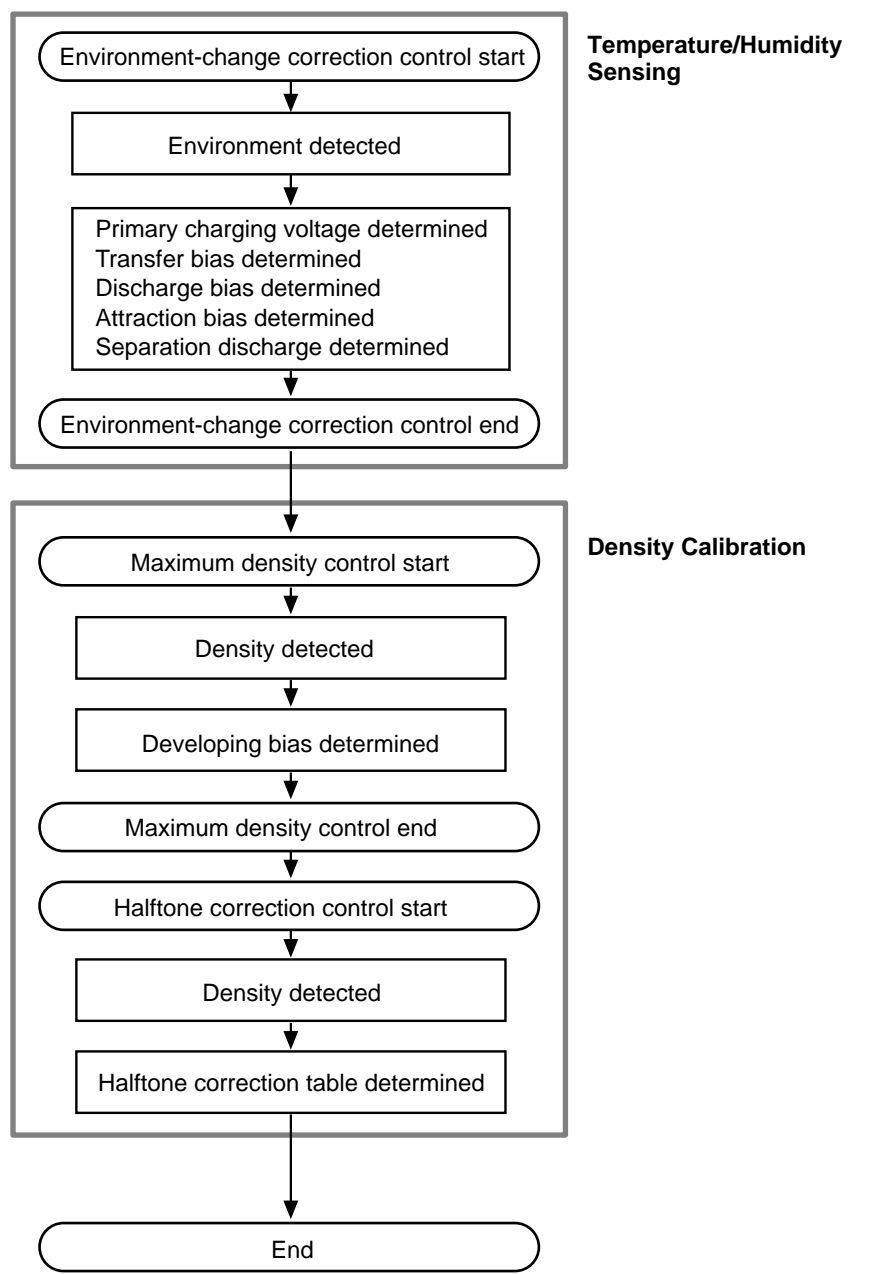 Environment-change correction control start
Temperature/Humidity
Sensing
Environment detected
Primary charging voltage determined
Transfer bias determined
Discharge bias determined
Attraction bias determined
Separation discharge determined
Environment-change correction control end
Density Calibration
Maximum density control start
Density detected
Developing bias determined
Maximum density control end
Halftone correction control start
Density detected
Halftone correction table determined
End